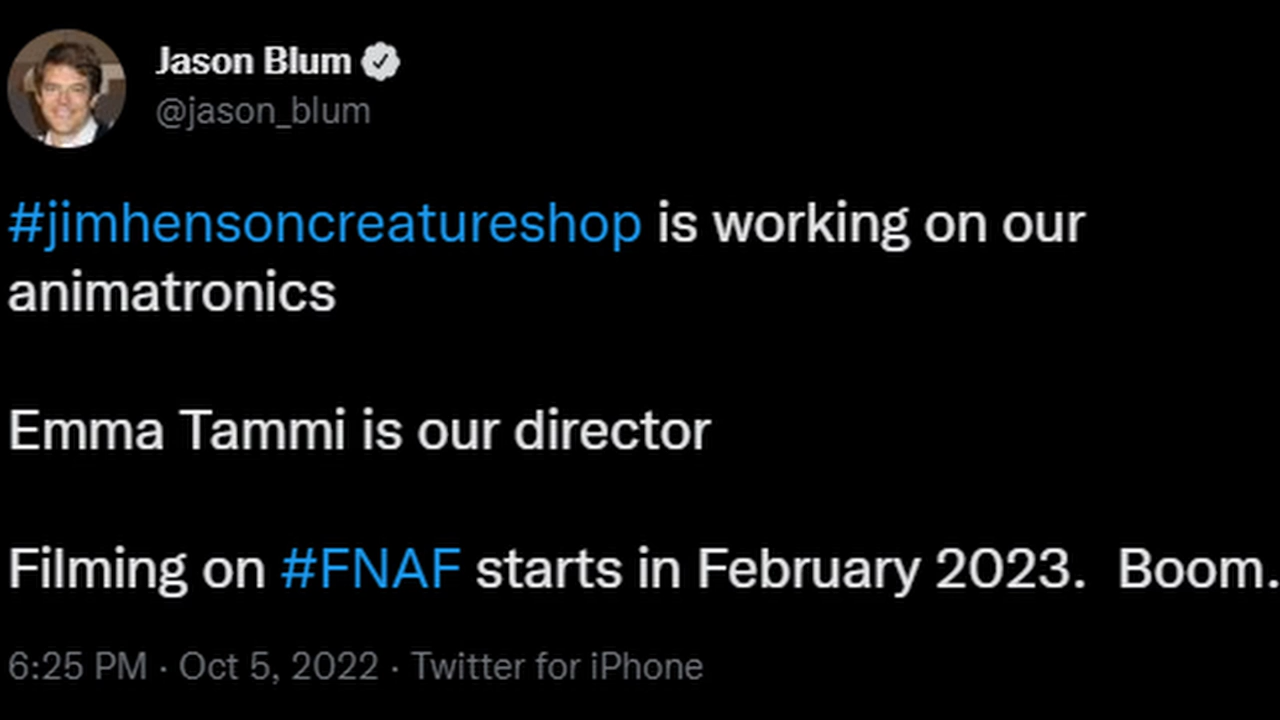 Jason Blum
@jason_blum
#jimhensoncreatureshop is working on our
animatronics
Emma Tammi is our director
Filming on #FNAF starts in February 2023.  Boom.
6:25 PM · Oct 5, 2022 · Twitter for iPhone